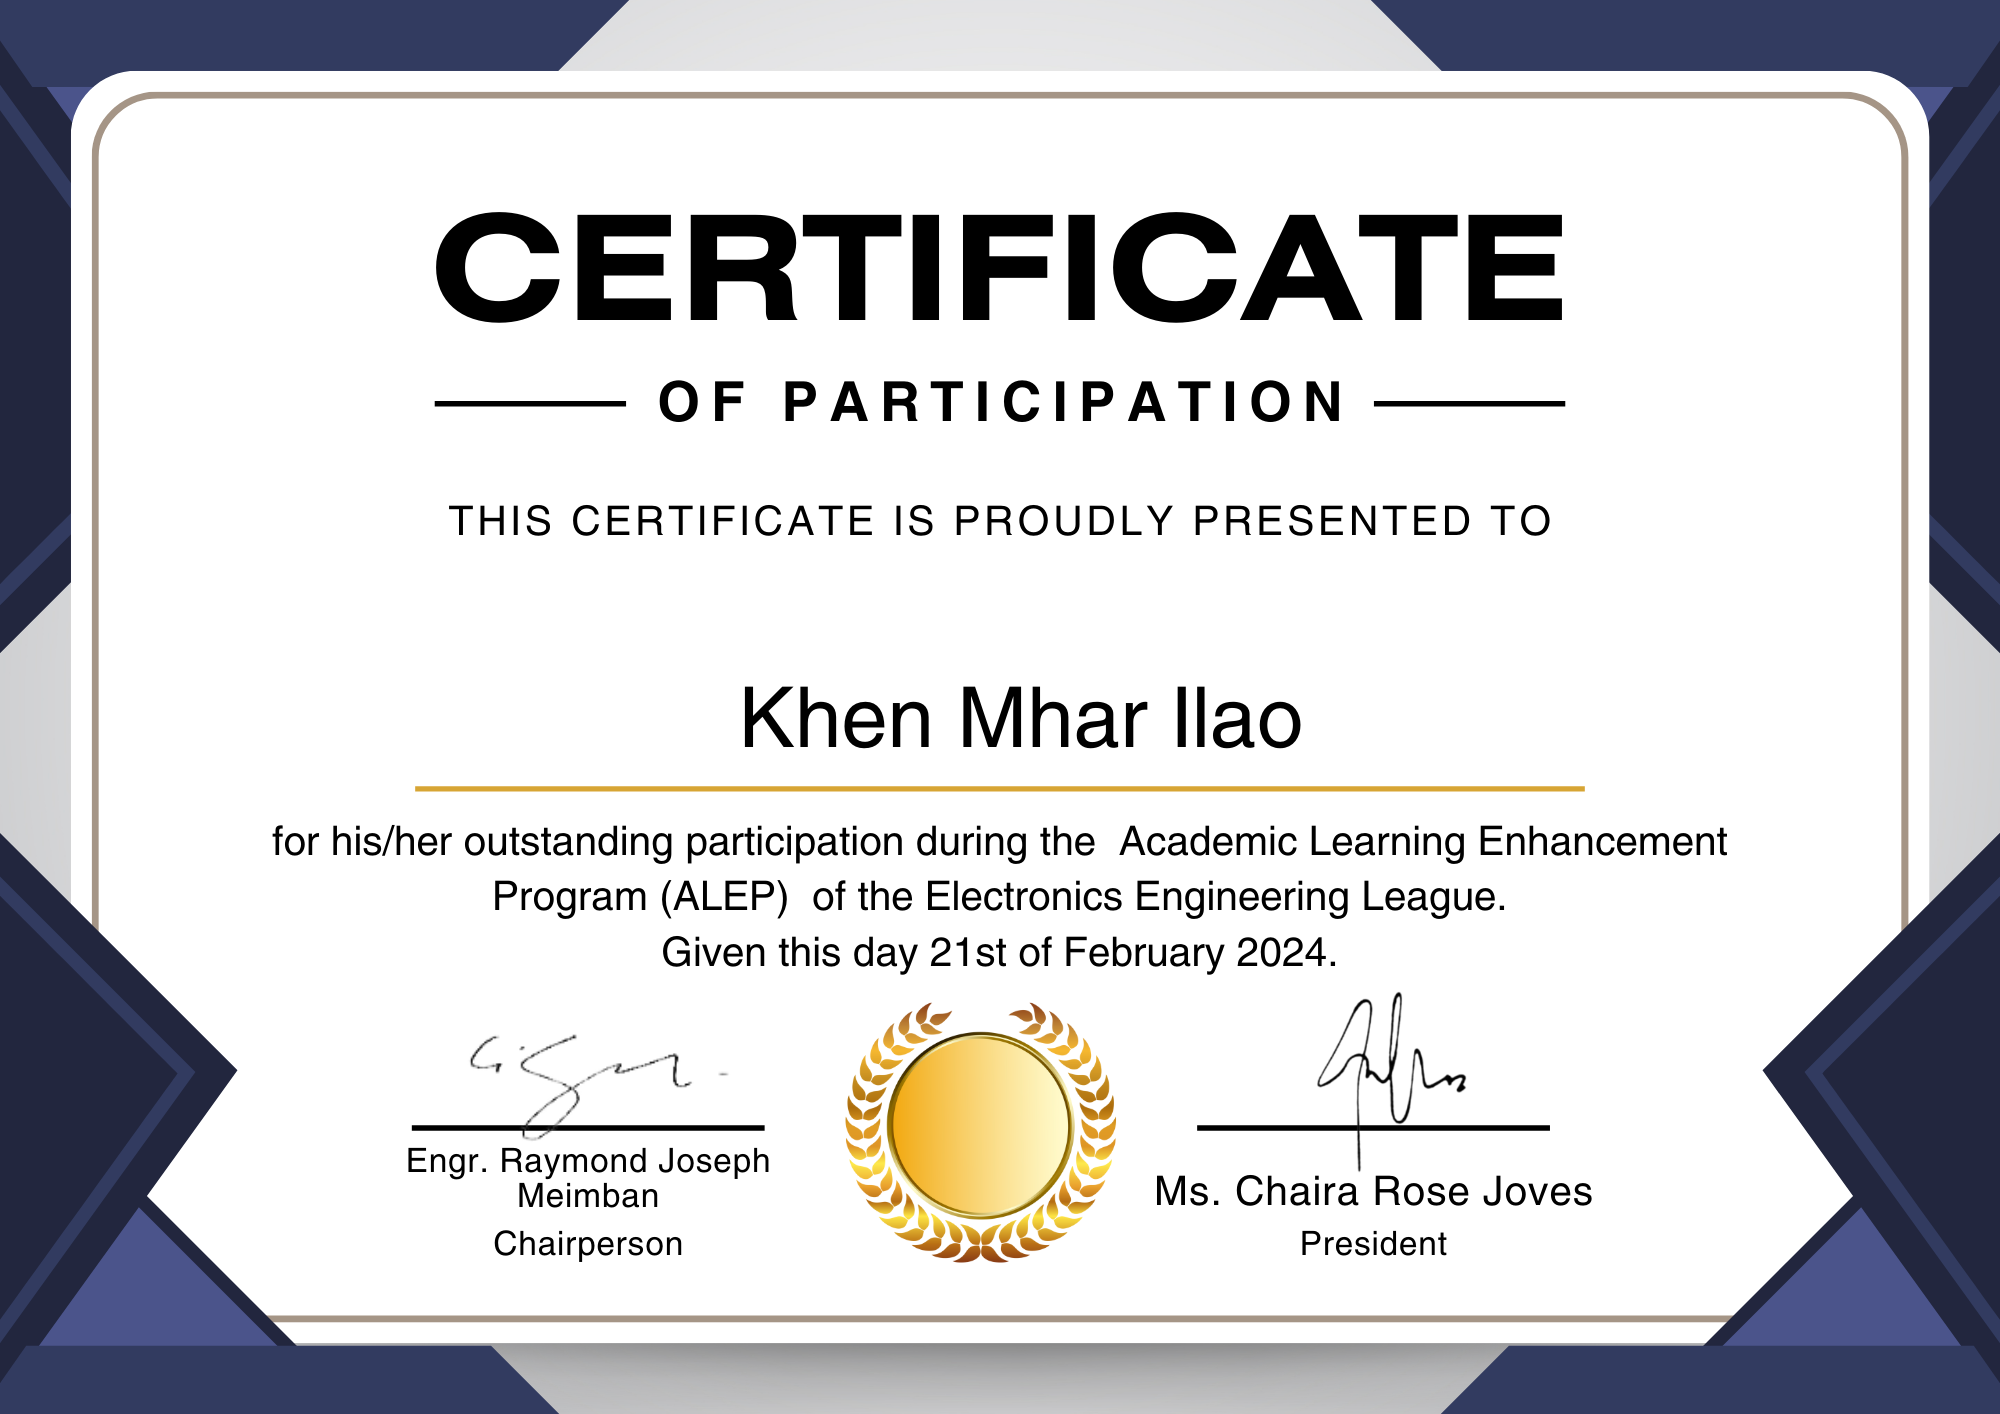 CERTIFICATE
OF PARTICIPATION
THIS CERTIFICATE IS PROUDLY PRESENTED TO
Khen Mhar Ilao
for his/her outstanding participation during the  Academic Learning Enhancement
Program (ALEP)  of the Electronics Engineering League.
Given this day 21st of February 2024.
Engr. Raymond Joseph
Meimban
Chairperson
Ms. Chaira Rose Joves
President